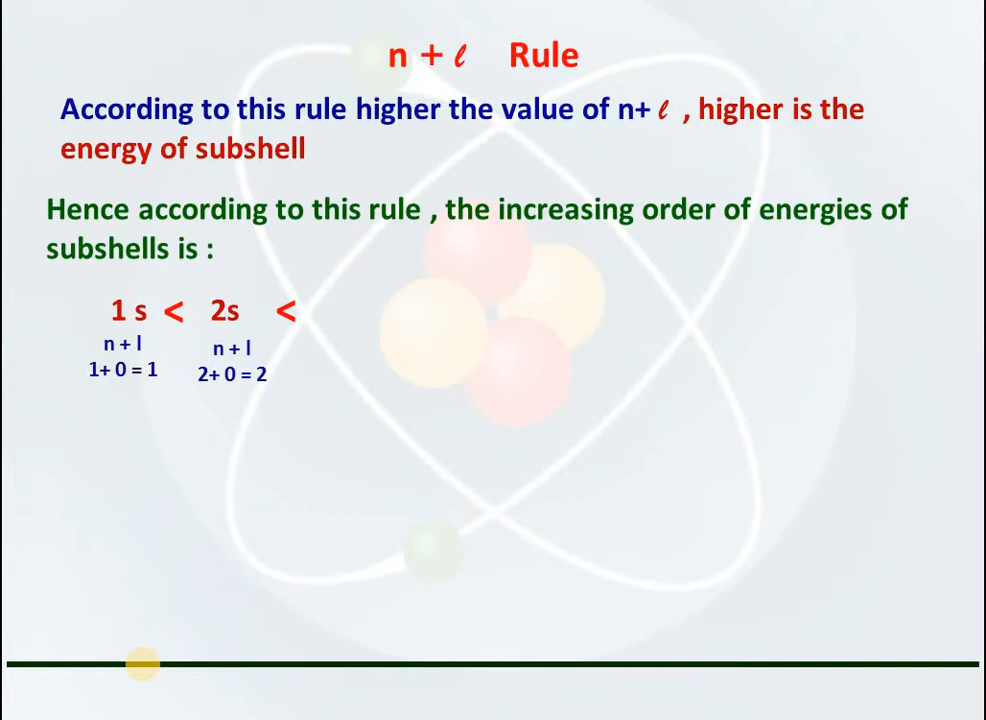 n + ℓ Rule
According to this rule higher the value of n+ ℓ , higher is the
energy of subshell
Hence according to this rule , the increasing order of energies of
subshells is :
1 s < 2s <
n + l n + l
1+ 0 = 1 2+ 0 = 2